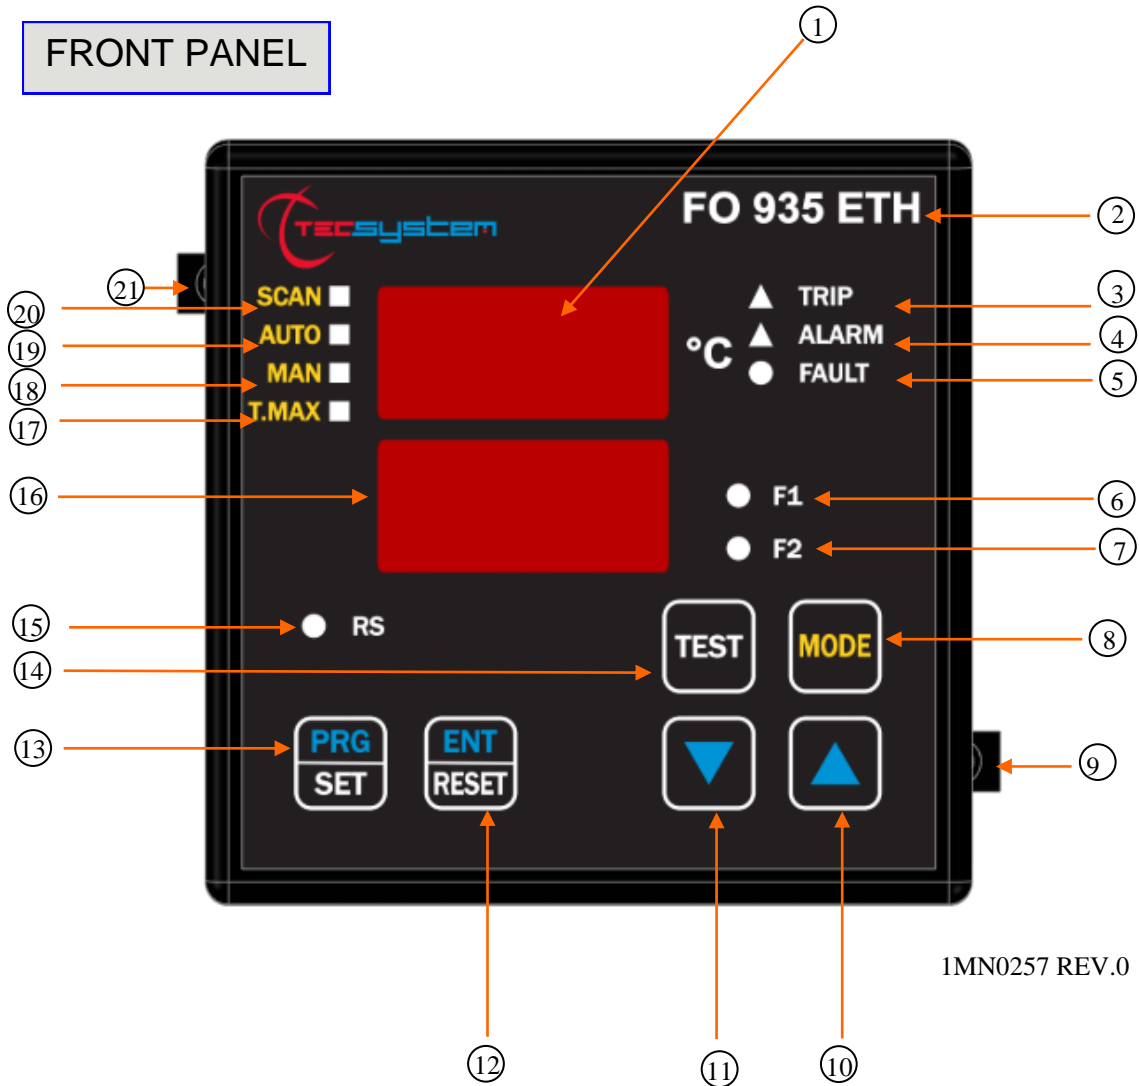 1
FRONT PANEL
TECSYSTEM
FO 935 ETH
2
21
SCAN
TRIP
3
20
AUTO
°C
ALARM
4
19
MAN
FAULT
5
18
T.MAX
17
16
F1
6
F2
7
15
RS
TEST
MODE
8
14
13
PRG
SET
ENT
RESET
9
1MN0257 REV.0
12
11
10